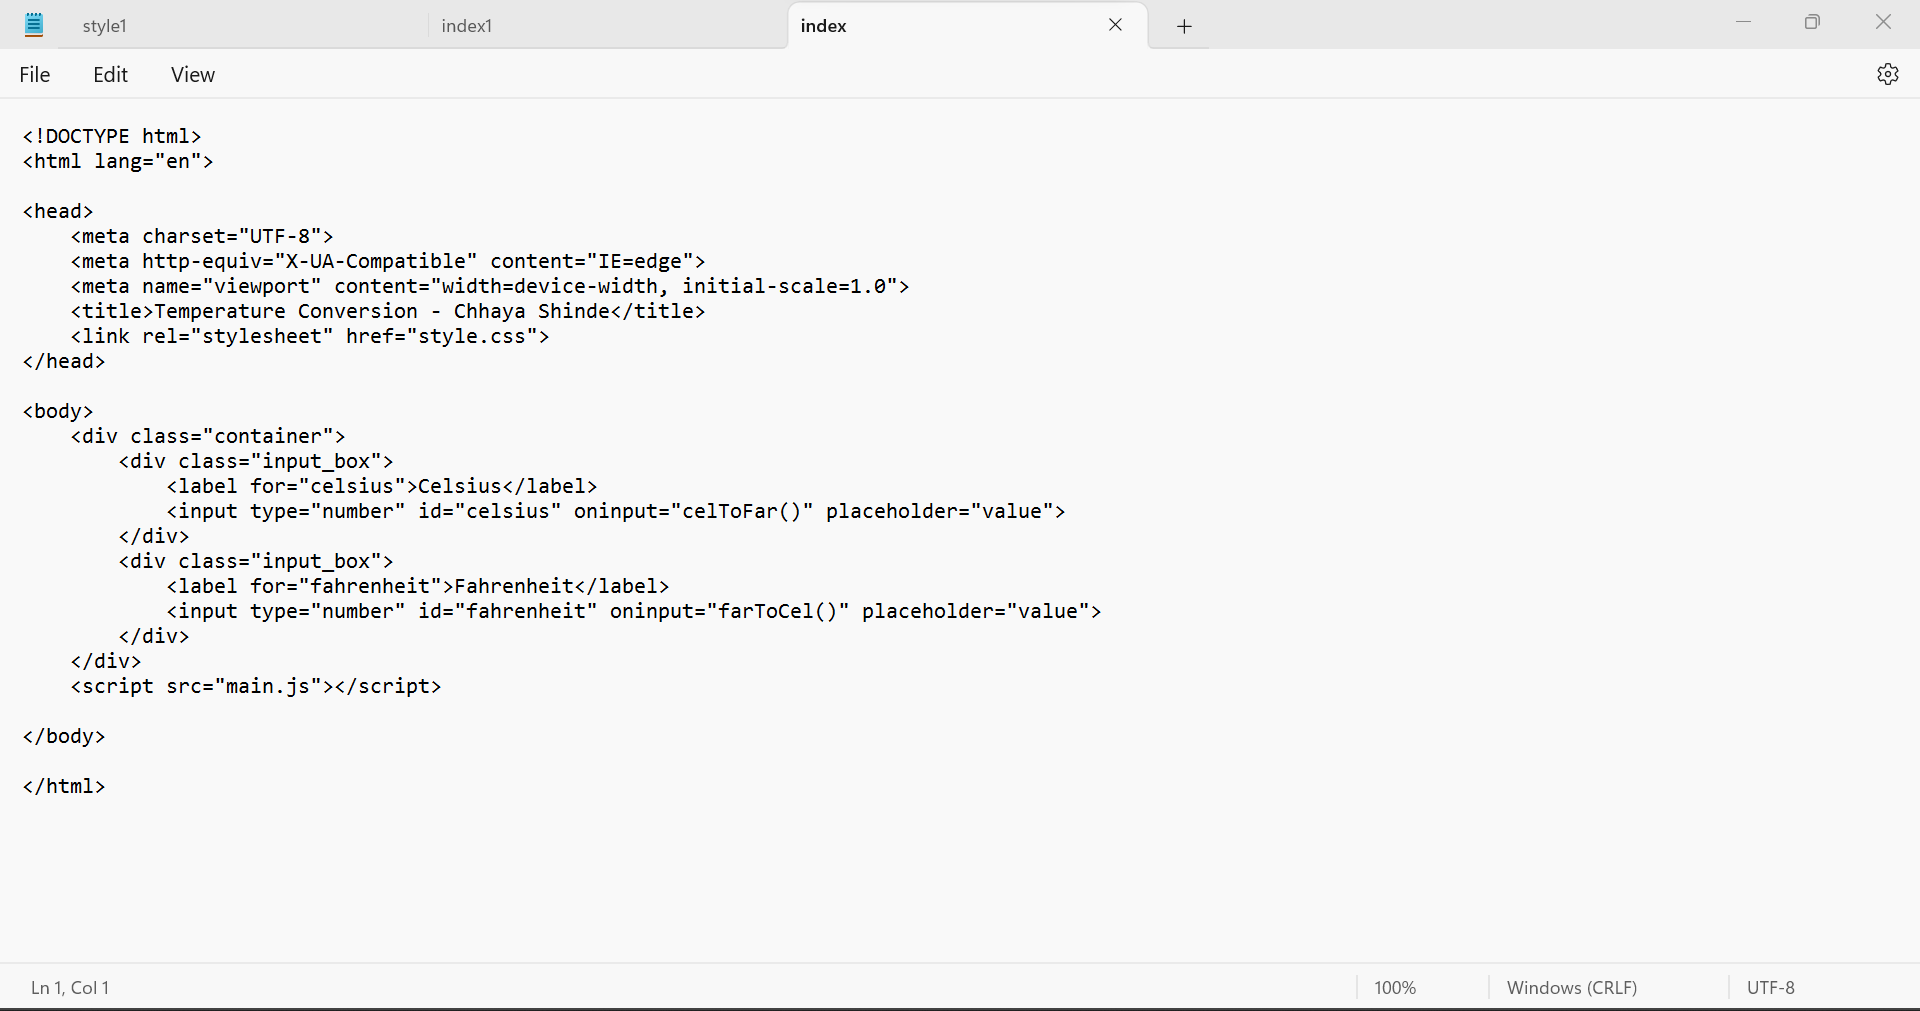 style1
index1
index
File
Edit
View
<!DOCTYPE html>
<html lang="en">
<head>
    <meta charset="UTF-8">
    <meta http-equiv="X-UA-Compatible" content="IE=edge">
    <meta name="viewport" content="width=device-width, initial-scale=1.0">
    <title>Temperature Conversion - Chhaya Shinde</title>
    <link rel="stylesheet" href="style.css">
</head>
<body>
    <div class="container">
        <div class="input_box">
            <label for="celsius">Celsius</label>
            <input type="number" id="celsius" oninput="celToFar()" placeholder="value">
        </div>
        <div class="input_box">
            <label for="fahrenheit">Fahrenheit</label>
            <input type="number" id="fahrenheit" oninput="farToCel()" placeholder="value">
        </div>
    </div>
    <script src="main.js"></script>
</body>
</html>
Ln 1, Col 1
100%
Windows (CRLF)
UTF-8